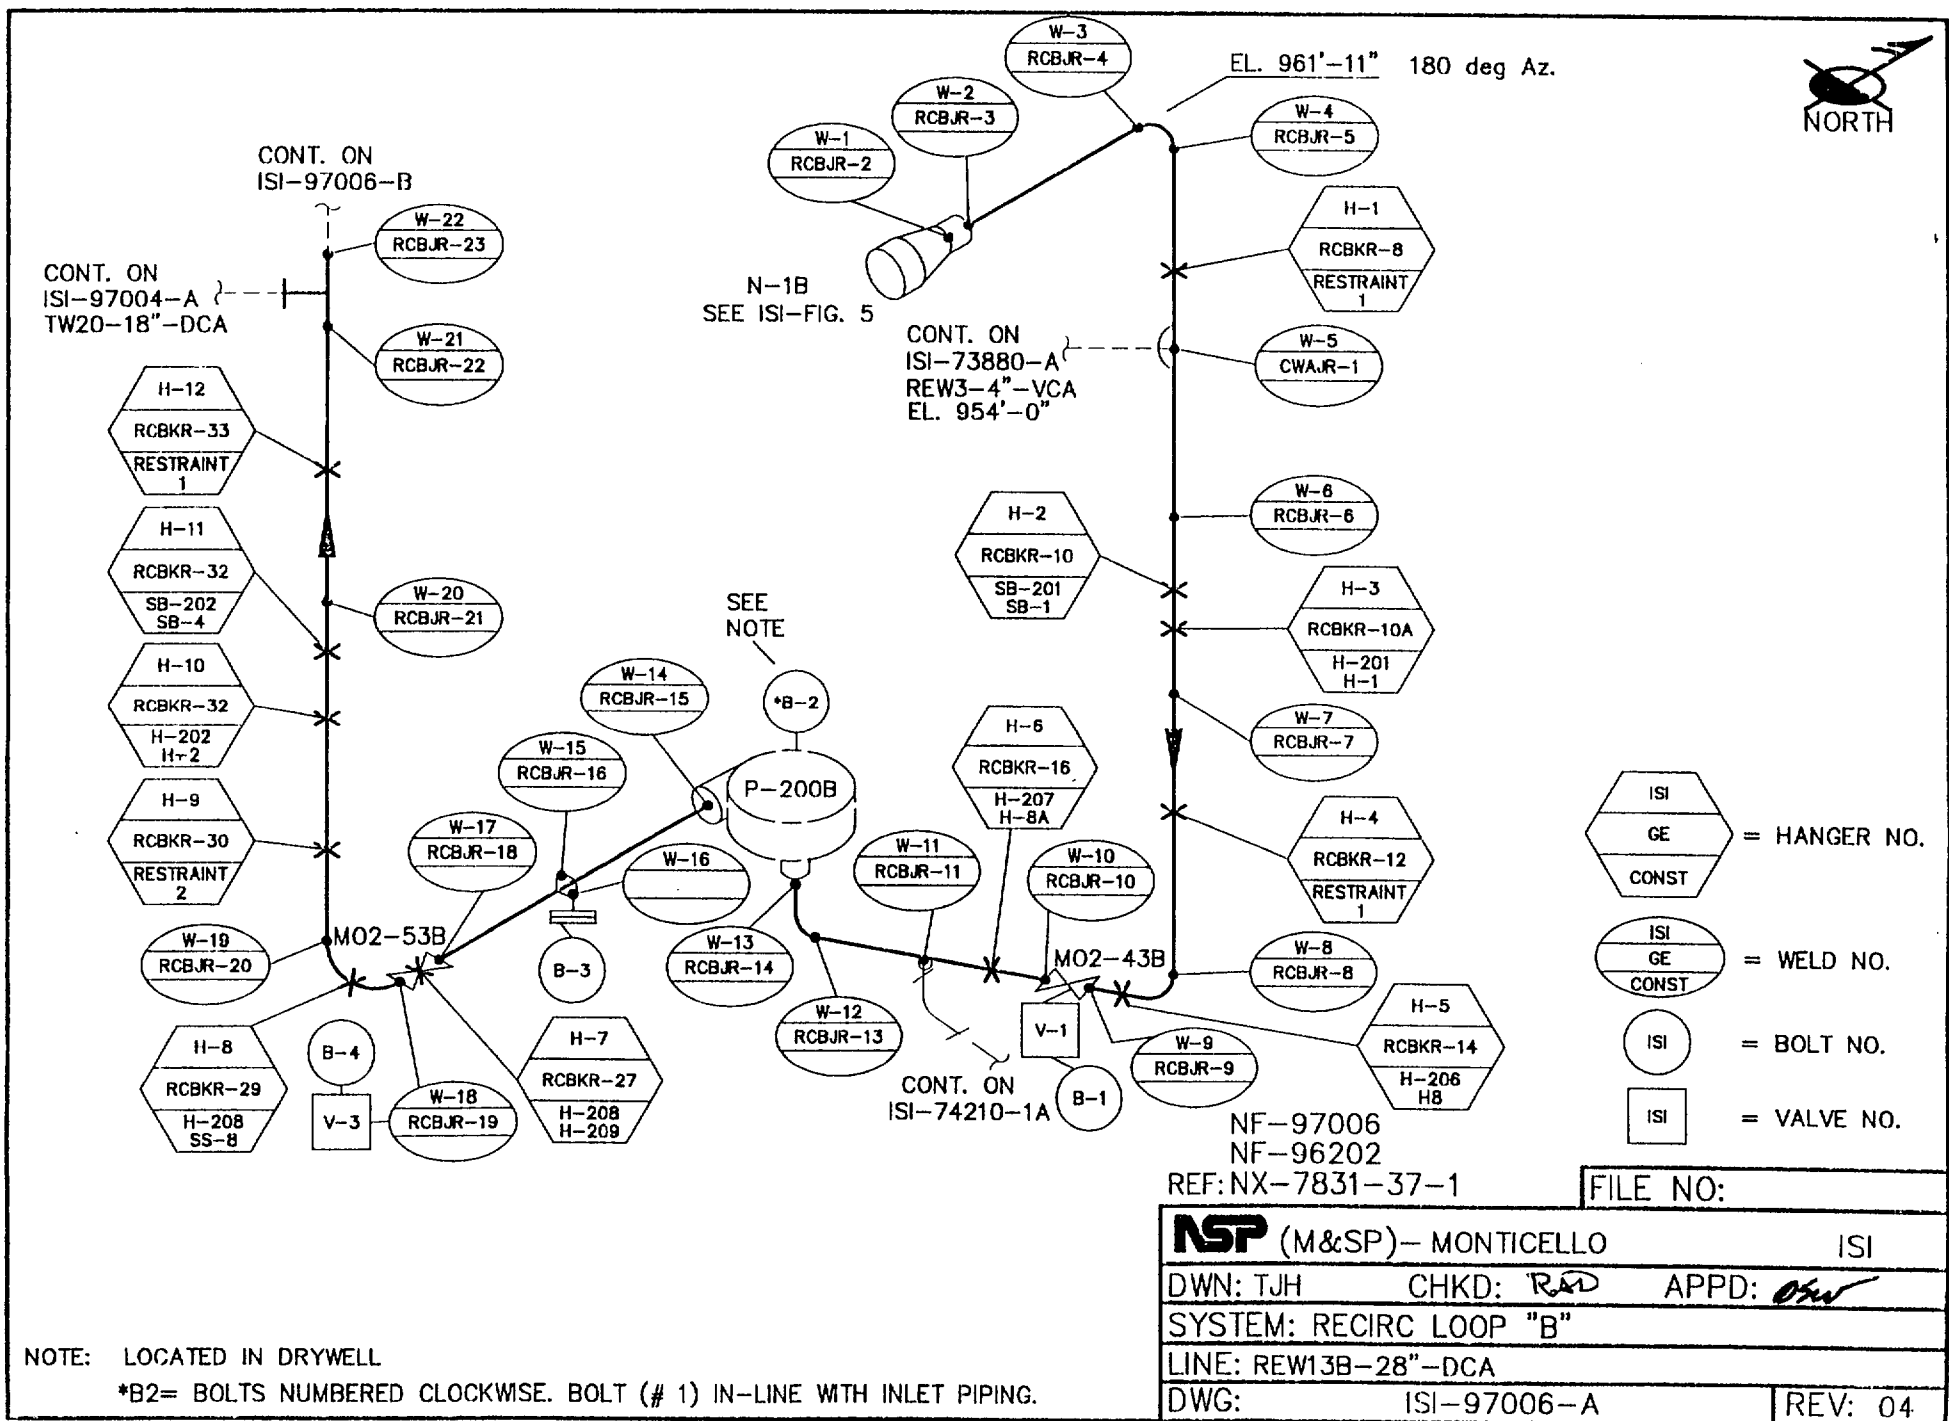 W-3
RCBJR-4
EL. 961'-11" 180 deg Az.
NORTH
W-2
RCBJR-3
W-4
RCBJR-5
W-1
RCBJR-2
CONT. ON
ISI-97006-B
W-22
RCBJR-23
H-1
RCBKR-8
RESTRAINT
1
CONT. ON
ISI-97004-A
TW20-18"-DCA
N-1B
SEE ISI-FIG. 5
W-21
RCBJR-22
CONT. ON
ISI-73880-A
REW3-4"-VCA
EL. 954'-0"
W-5
CWAJR-1
H-12
RCBKR-33
RESTRAINT
1
W-6
RCBJR-6
H-2
RCBKR-10
SB-201
SB-1
H-11
RCBKR-32
SB-202
SB-4
W-20
RCBJR-21
SEE
NOTE
H-3
RCBKR-10A
H-201
H-1
H-10
RCBKR-32
H-202
H-2
W-14
RCBJR-15
*B-2
W-7
RCBJR-7
H-6
RCBKR-16
H-207
H-8A
W-15
RCBJR-16
P-200B
H-9
RCBKR-30
RESTRAINT
2
H-4
RCBKR-12
RESTRAINT
1
ISI
GE
CONST
= HANGER NO.
W-17
RCBJR-18
W-16
W-11
RCBJR-11
W-10
RCBJR-10
W-19
RCBJR-20
MO2-53B
B-3
W-13
RCBJR-14
MO2-43B
W-8
RCBJR-8
ISI
GE
CONST
= WELD NO.
W-12
RCBJR-13
V-1
H-5
RCBKR-14
H-206
H8
H-8
RCBKR-29
H-208
SS-8
B-4
V-3
W-18
RCBJR-19
H-7
RCBKR-27
H-208
H-209
CONT. ON
ISI-74210-1A
B-1
W-9
RCBJR-9
ISI
= BOLT NO.
ISI
= VALVE NO.
NF-97006
NF-96202
REF: NX-7831-37-1
FILE NO:
NSP (M&SP)- MONTICELLO ISI
DWN: TJH CHKD: RAD APPD:
SYSTEM: RECIRC LOOP "B"
LINE: REW13B-28"-DCA
DWG: ISI-97006-A REV: 04
NOTE: LOCATED IN DRYWELL
*B2= BOLTS NUMBERED CLOCKWISE. BOLT (# 1) IN-LINE WITH INLET PIPING.